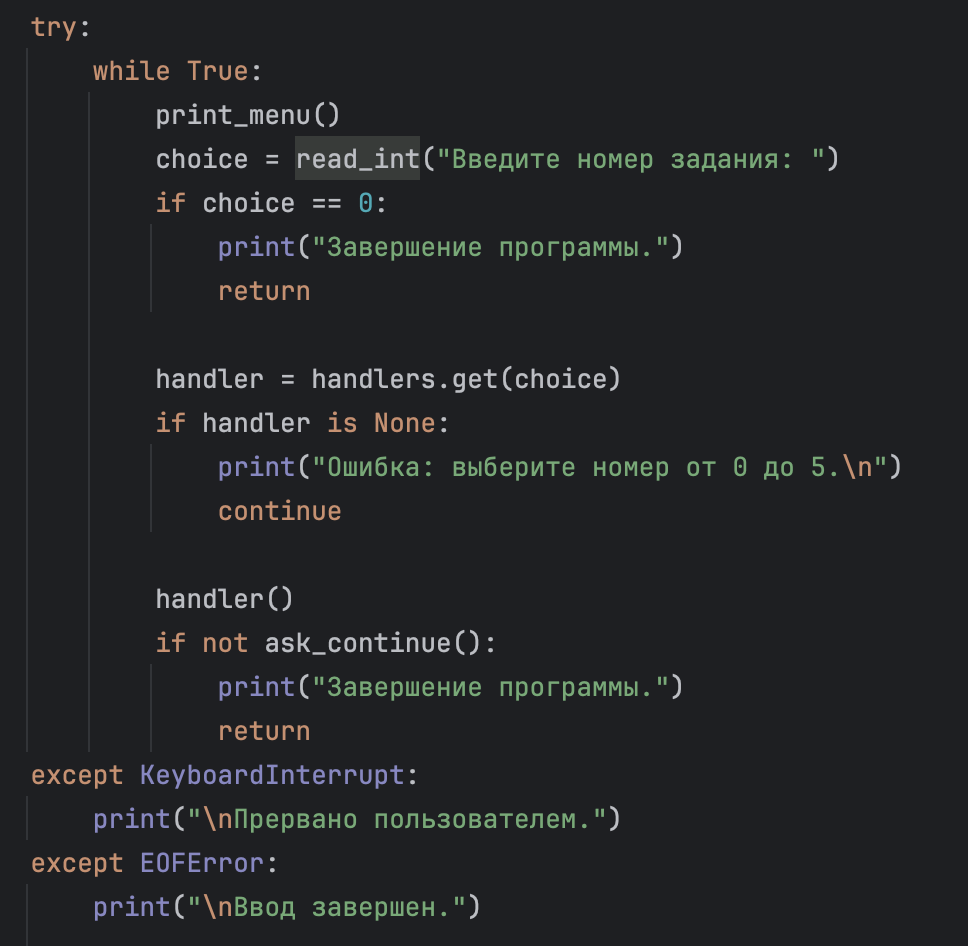 try:
    while True:
        print_menu()
        choice = read_int("Введите номер задания: ")
        if choice == 0:
            print("Завершение программы.")
            return

        handler = handlers.get(choice)
        if handler is None:
            print("Ошибка: выберите номер от 0 до 5.\n")
            continue

        handler()
        if not ask_continue():
            print("Завершение программы.")
            return
except KeyboardInterrupt:
    print("\nПрервано пользователем.")
except EOFError:
    print("\nВвод завершен.")